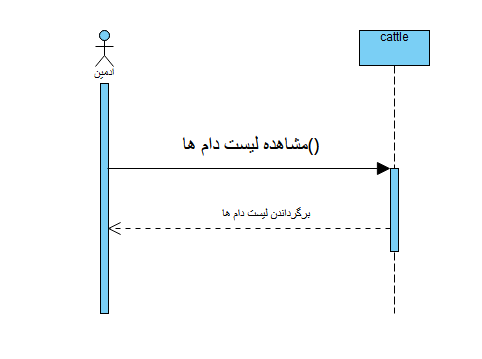 cattle
ادمین
مشاهده لیست دام ها()
برگرداندن لیست دام ها